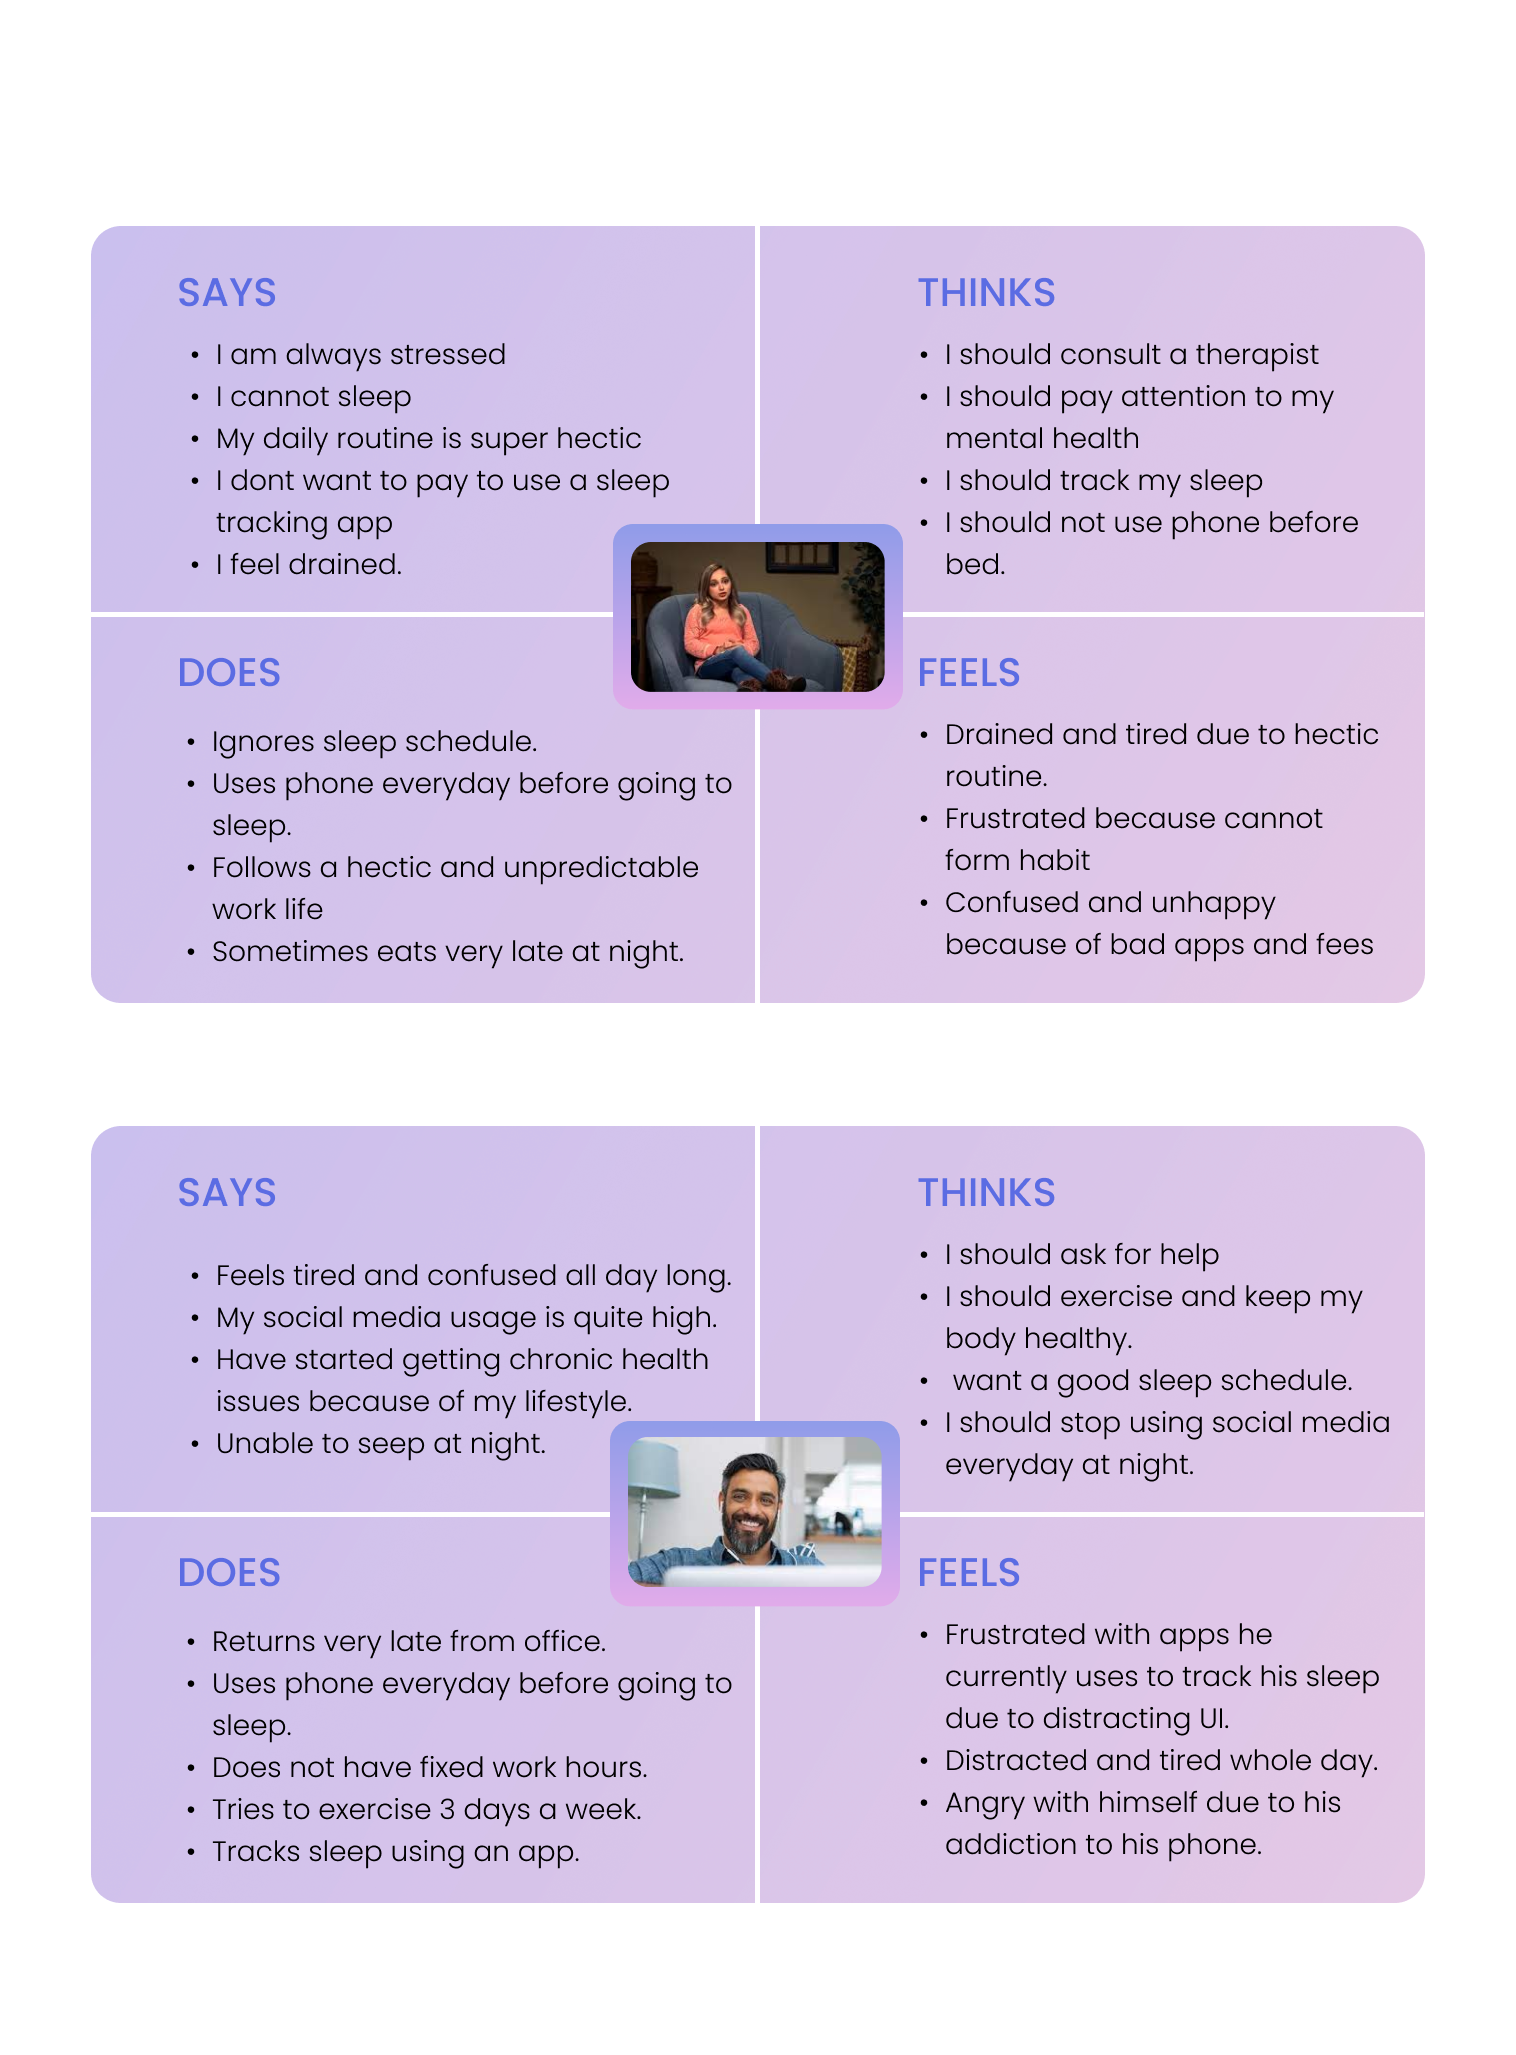 SAYS
• I am always stressed
• I cannot sleep
• My daily routine is super hectic
• I dont want to pay to use a sleep
tracking app
• I feel drained.
THINKS
• I should consult a therapist
• I should pay attention to my
mental health
• I should track my sleep
• I should not use phone before
bed.
DOES
• Ignores sleep schedule.
• Uses phone everyday before going to
sleep.
• Follows a hectic and unpredictable
work life
• Sometimes eats very late at night.
FEELS
• Drained and tired due to hectic
routine.
• Frustrated because cannot
form habit
• Confused and unhappy
because of bad apps and fees
SAYS
• Feels tired and confused all day long.
• My social media usage is quite high.
• Have started getting chronic health
issues because of my lifestyle.
• Unable to seep at night.
THINKS
• I should ask for help
• I should exercise and keep my
body healthy.
• want a good sleep schedule.
• I should stop using social media
everyday at night.
DOES
• Returns very late from office.
• Uses phone everyday before going to
sleep.
• Does not have fixed work hours.
• Tries to exercise 3 days a week.
• Tracks sleep using an app.
FEELS
• Frustrated with apps he
currently uses to track his sleep
due to distracting UI.
• Distracted and tired whole day.
• Angry with himself due to his
addiction to his phone.